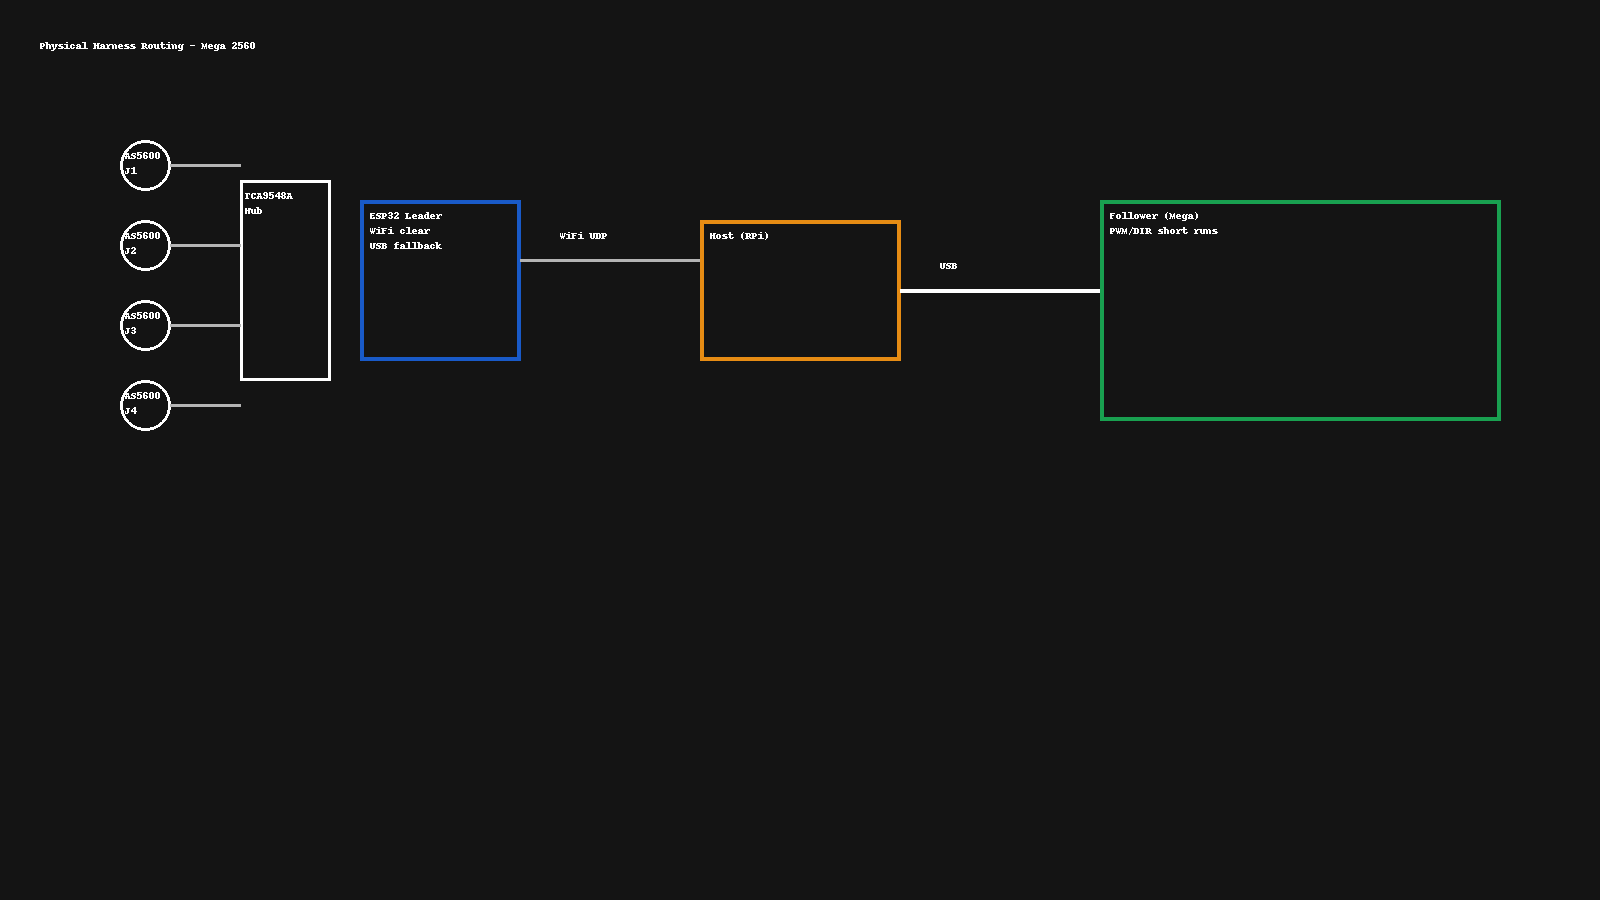 Physical Harness Routing - Mega 2560
AS5600
J1
AS5600
J2
AS5600
J3
AS5600
J4
TCA9548A
Hub
ESP32 Leader
WiFi clear
USB fallback
WiFi UDP
Host (RPi)
USB
Follower (Mega)
PWM/DIR short runs